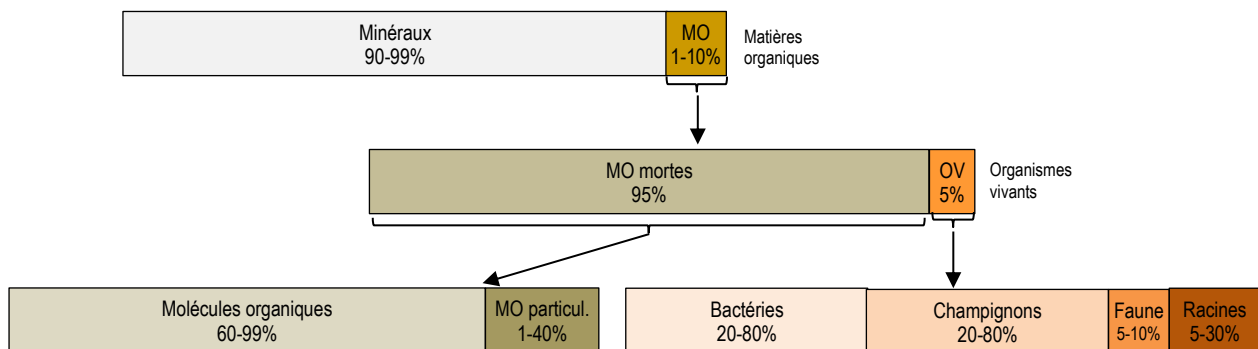 Minéraux
90-99%
MO
1-10%
Matières
organiques
MO mortes
95%
OV
5%
Organismes
vivants
Molécules organiques
60-99%
MO particul.
1-40%
Bactéries
20-80%
Champignons
20-80%
Faune
5-10%
Racines
5-30%